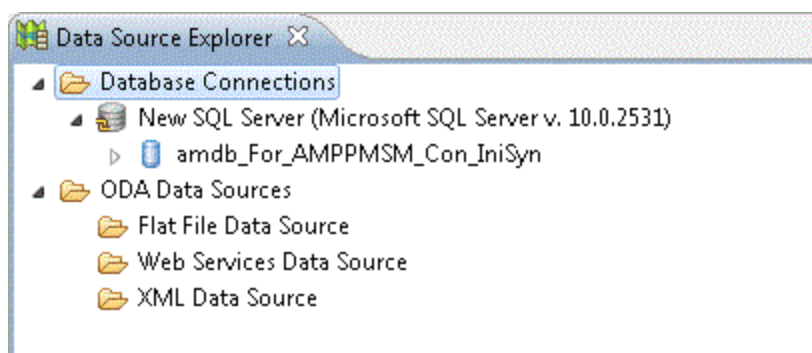 Data Source Explorer
Database Connections
New SQL Server (Microsoft SQL Server v. 10.0.2531)
amdb_For_AMPPMSM_Con_IniSyn
ODA Data Sources
Flat File Data Source
Web Services Data Source
XML Data Source